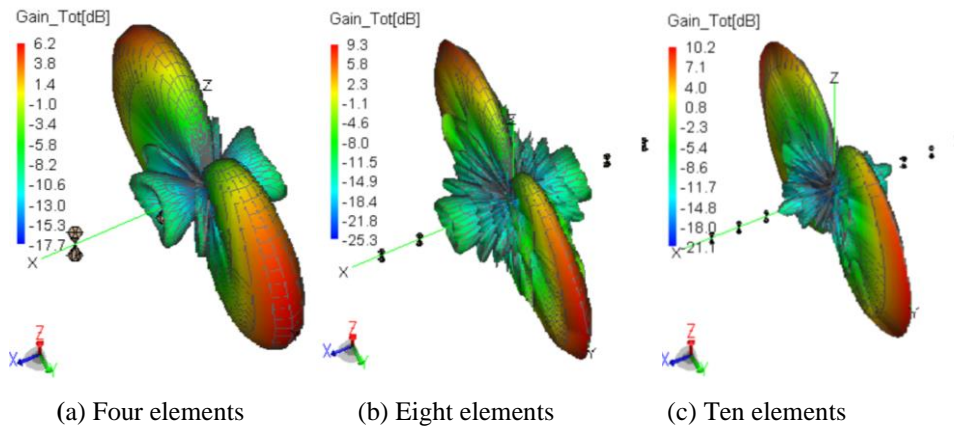 Gain_Tot[dB]
6.2
3.8
1.4
-1.0
-3.4
-5.8
-8.2
-10.6
-13.0
-15.3
-17.7
Z
X
Z
X
Y
(a) Four elements
Gain_Tot[dB]
9.3
5.8
2.4
-1.1
-4.6
-8.0
-11.5
-14.9
-18.4
-21.8
-25.3
Z
X
Y
Z
X
Y
(b) Eight elements
Gain_Tot[dB]
10.2
7.1
4.0
0.8
-2.3
-5.4
-8.6
-11.7
-14.8
-18.0
-21.1
Z
X
Y
Z
X
Y
(c) Ten elements